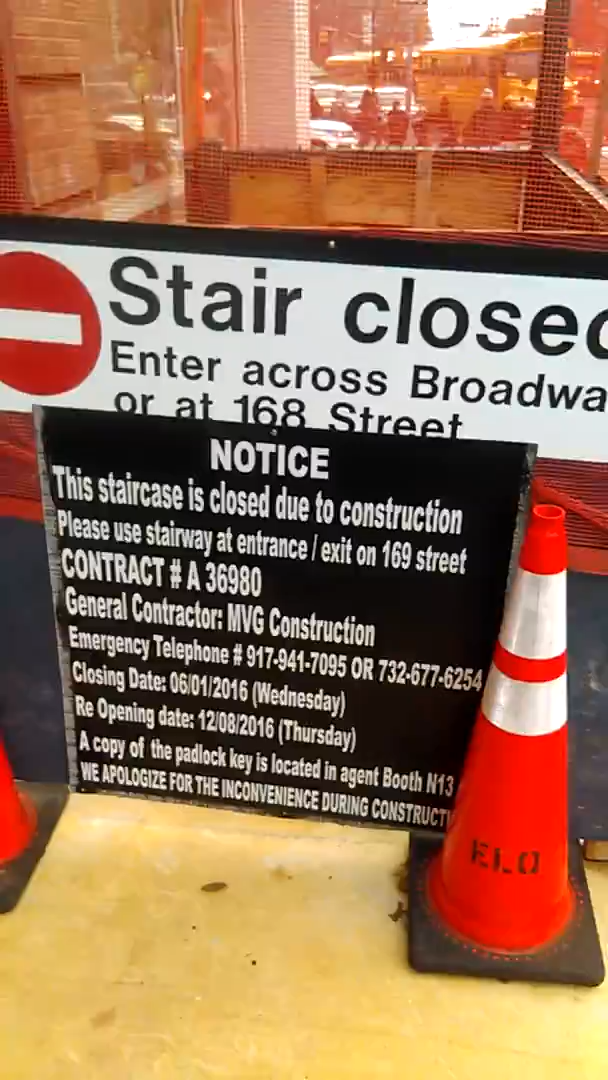 Stair closed
Enter across Broadwa
or at 168 Street
NOTICE
This staircase is closed due to construction
Please use stairway at entrance / exit on 169 street
CONTRACT # A 36980
General Contractor: MVG Construction
Emergency Telephone # 917-941-7095 OR 732-677-6254
Closing Date: 06/01/2016 (Wednesday)
Re Opening date: 12/08/2016 (Thursday)
A copy of the padlock key is located in agent Booth N13
WE APOLOGIZE FOR THE INCONVENIENCE DURING CONSTRUCTI
ELQ